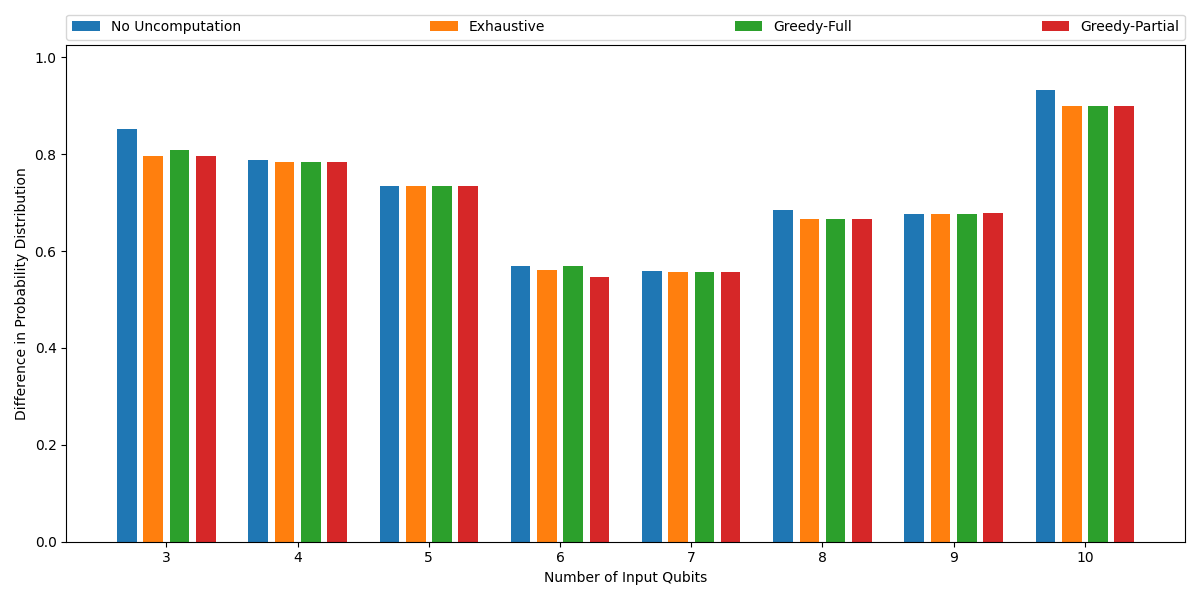 No Uncomputation Exhaustive Greedy-Full Greedy-Partial
1.0
0.8
0.6
0.4
0.2
0.0
Difference in Probability Distribution
3 4 5 6 7 8 9 10
Number of Input Qubits